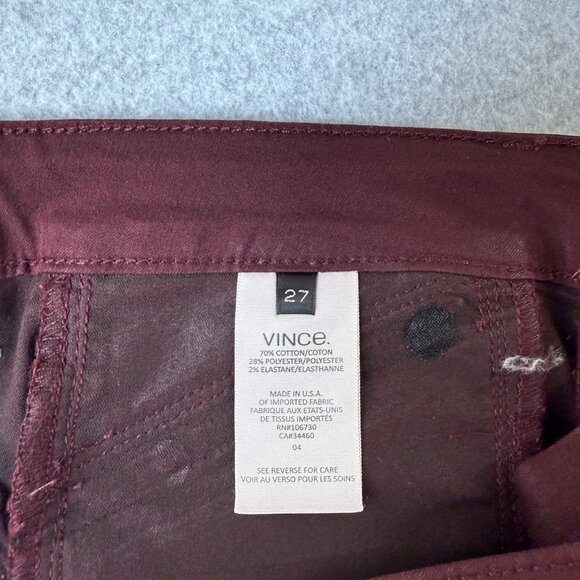 27
VINCE.
70% COTTON/COTON
28% POLYESTER/POLYESTER
2% ELASTANE/ELASTHANNE
MADE IN U.S.A.
OF IMPORTED FABRIC
FABRIQUE AUX ETATS-UNIS
DE TISSUS IMPORTÉS
RN#106730
CA#34460
04
SEE REVERSE FOR CARE
VOIR AU VERSO POUR LES SOINS